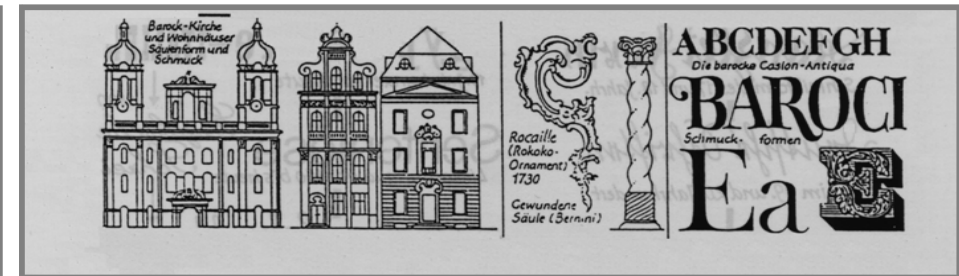 Barock-Kirche
und Wohnhäuser
Säulenform und
Schmuck
Rocaille
(Rokoko-
Ornament)
1730
Gewundene
Säule (Bernini)
ABCDEFGH
Die barocke Caslon-Antiqua
BAROCI
Schmuck- formen
Ea E